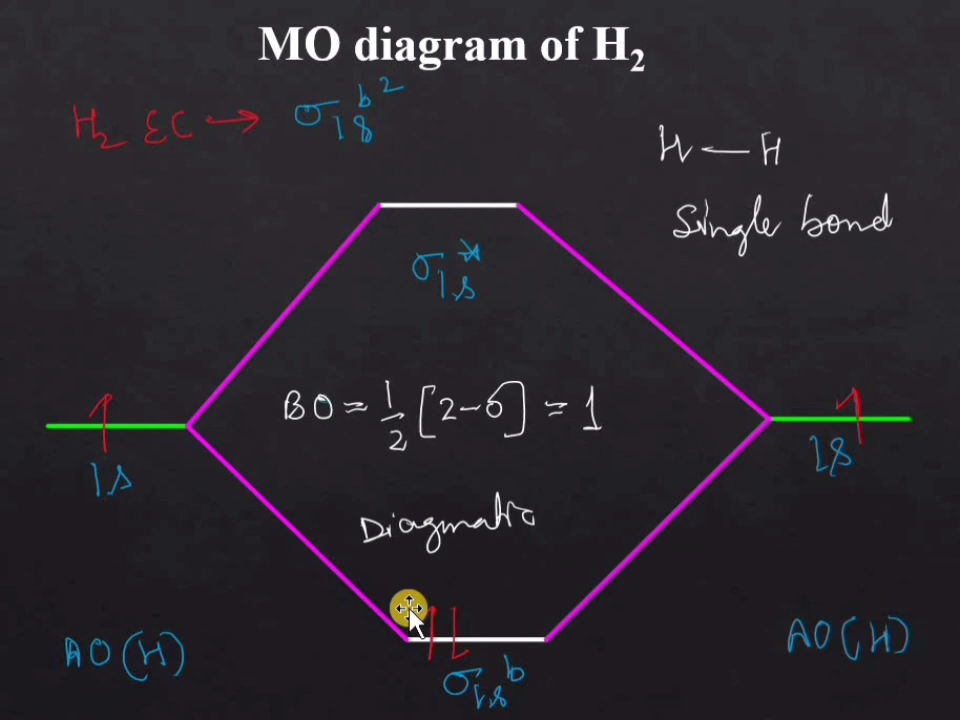 MO diagram of H₂
H₂ EC → σ1s^b²
H — H
Single bond
σ1s*
BO = 1/2 [2-0] = 1
1s
1s
Diagmatic
AO(H)
AO(H)
σ1s^b